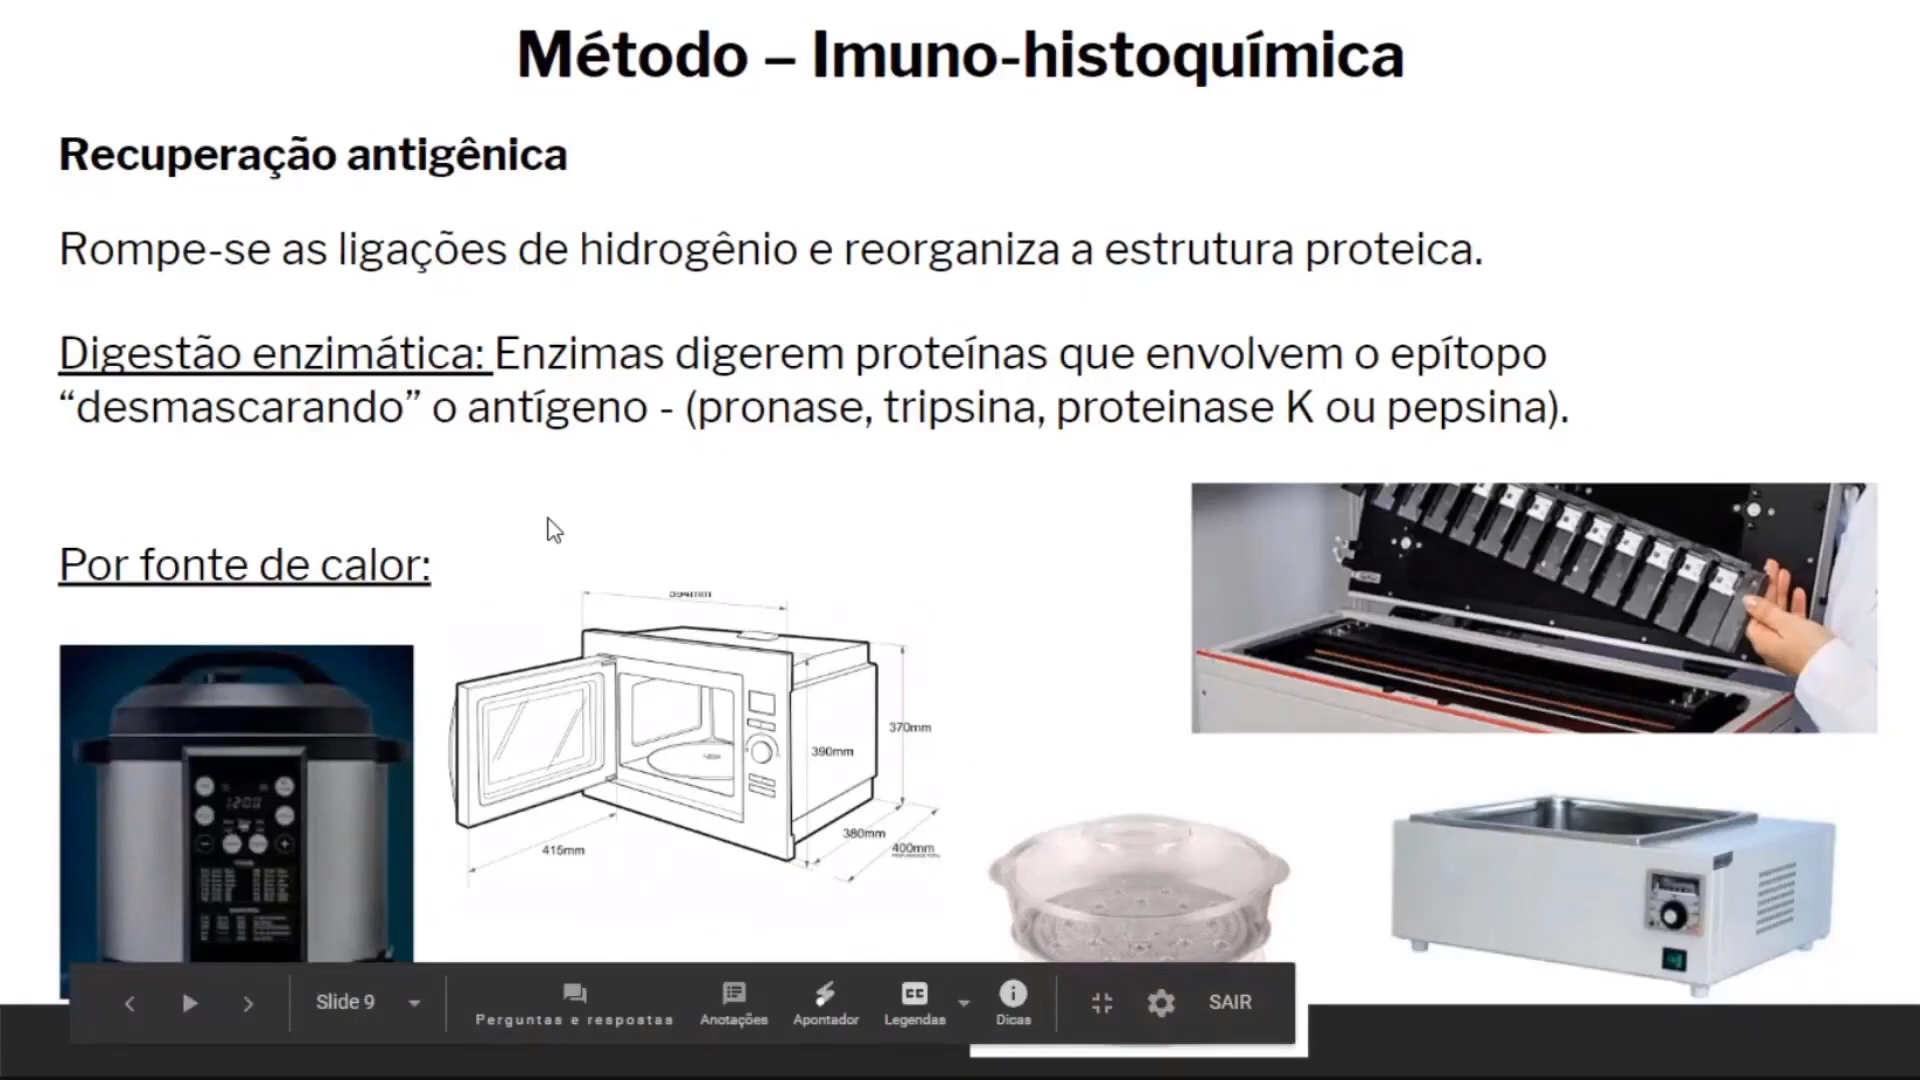 Método – Imuno-histoquímica
Recuperação antigênica
Rompe-se as ligações de hidrogênio e reorganiza a estrutura proteica.
Digestão enzimática: Enzimas digerem proteínas que envolvem o epítopo
“desmascarando” o antígeno - (pronase, tripsina, proteinase K ou pepsina).
Por fonte de calor:
370mm
390mm
380mm
400mm
415mm
Slide 9
Perguntas e respostas
Anotações
Apontador
CC
Legendas
Dicas
SAIR